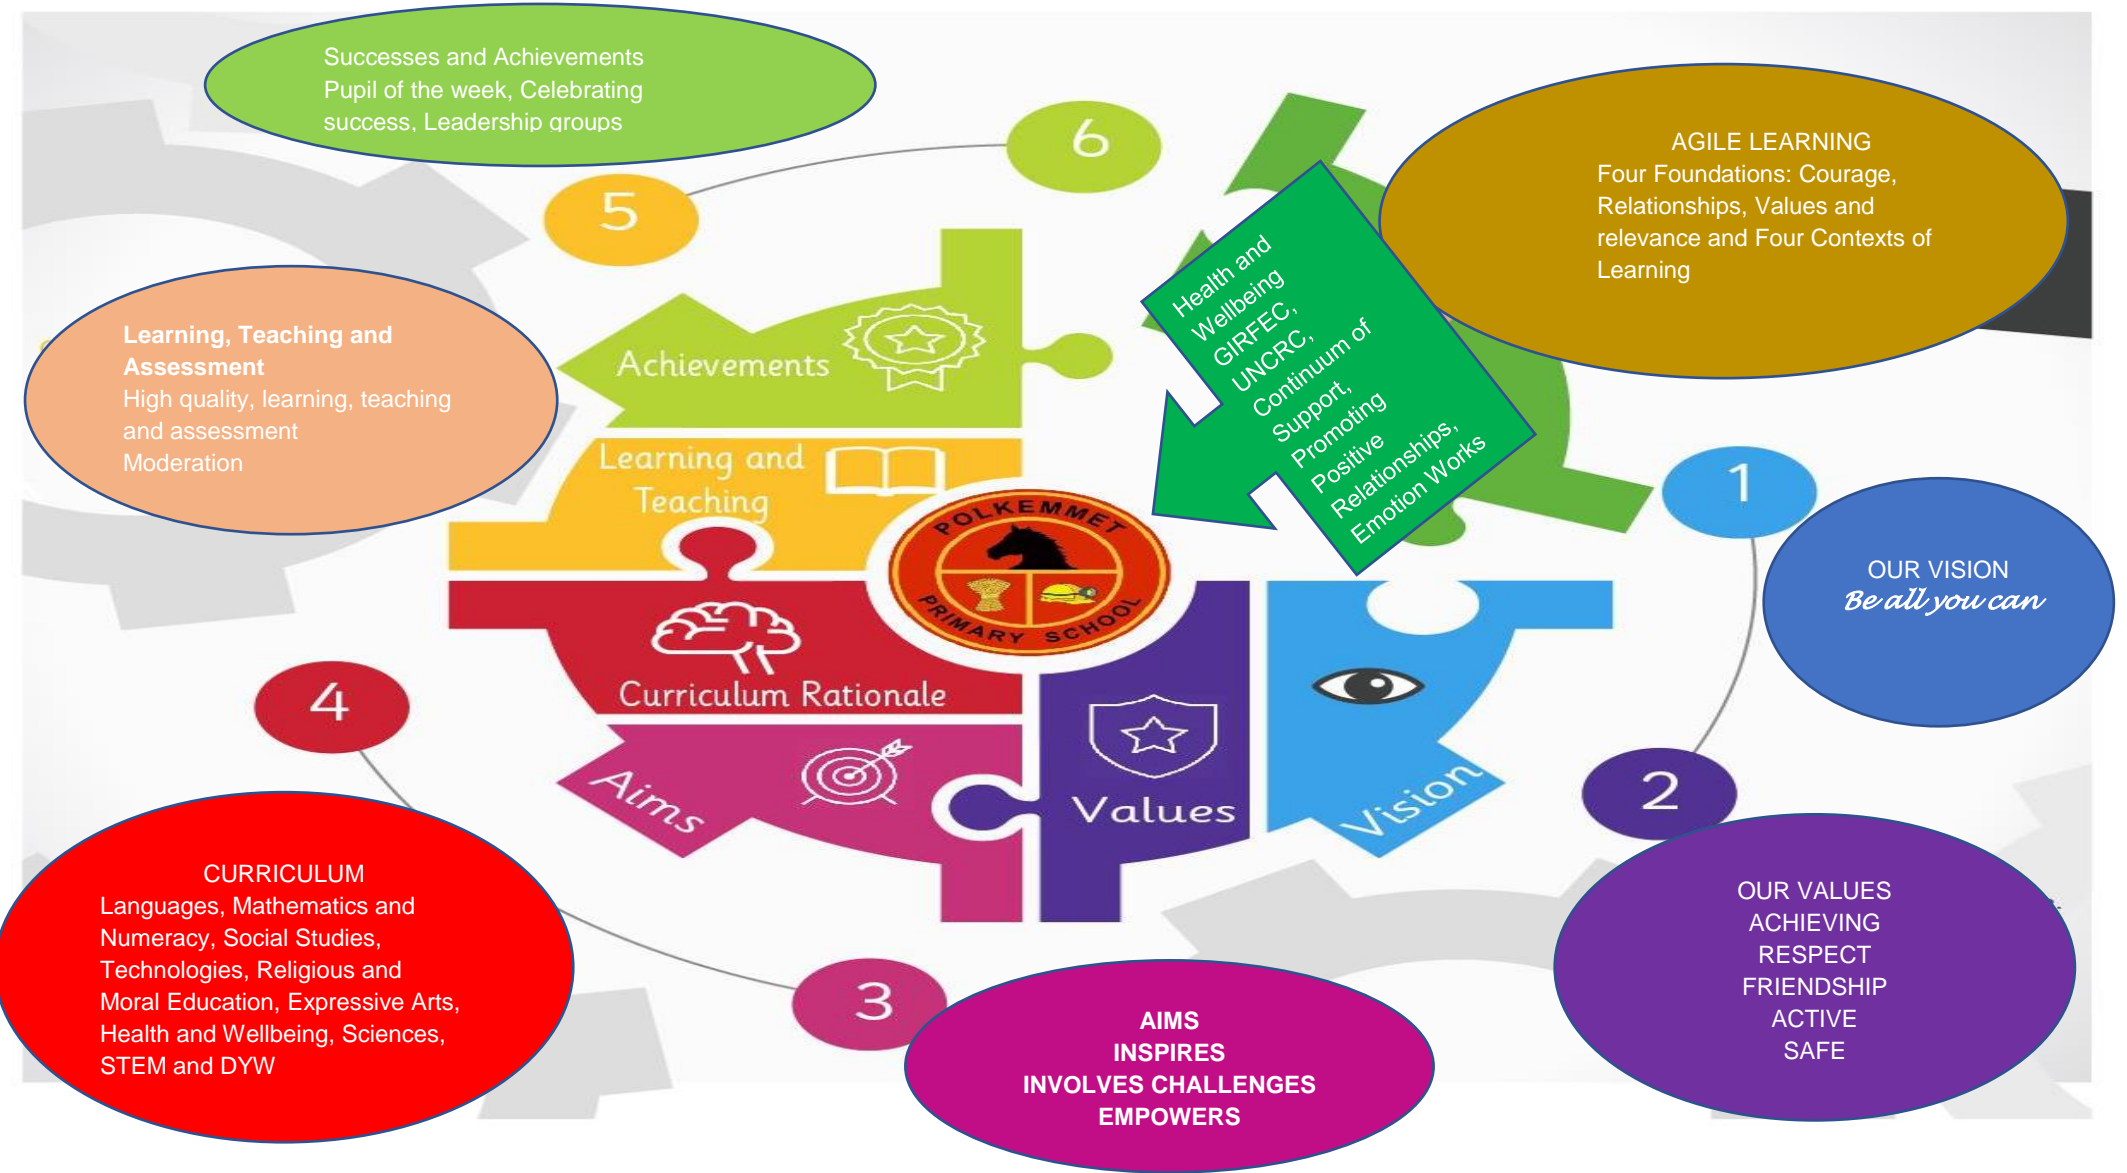 Successes and Achievements
Pupil of the week, Celebrating
success, Leadership groups
6
5
AGILE LEARNING
Four Foundations: Courage,
Relationships, Values and
relevance and Four Contexts of
Learning
Health and
Wellbeing
GIRFEC,
UNCRC,
Continuum of
Support,
Promoting
Positive
Relationships,
Emotion Works
Learning, Teaching and
Assessment
High quality, learning, teaching
and assessment
Moderation
Achievements
Learning and
Teaching
POLKEMMET
PRIMARY SCHOOL
1
OUR VISION
Be all you can
4
Curriculum Rationale
Aims
Values
Vision
2
CURRICULUM
Languages, Mathematics and
Numeracy, Social Studies,
Technologies, Religious and
Moral Education, Expressive Arts,
Health and Wellbeing, Sciences,
STEM and DYW
3
AIMS
INSPIRES
INVOLVES CHALLENGES
EMPOWERS
OUR VALUES
ACHIEVING
RESPECT
FRIENDSHIP
ACTIVE
SAFE